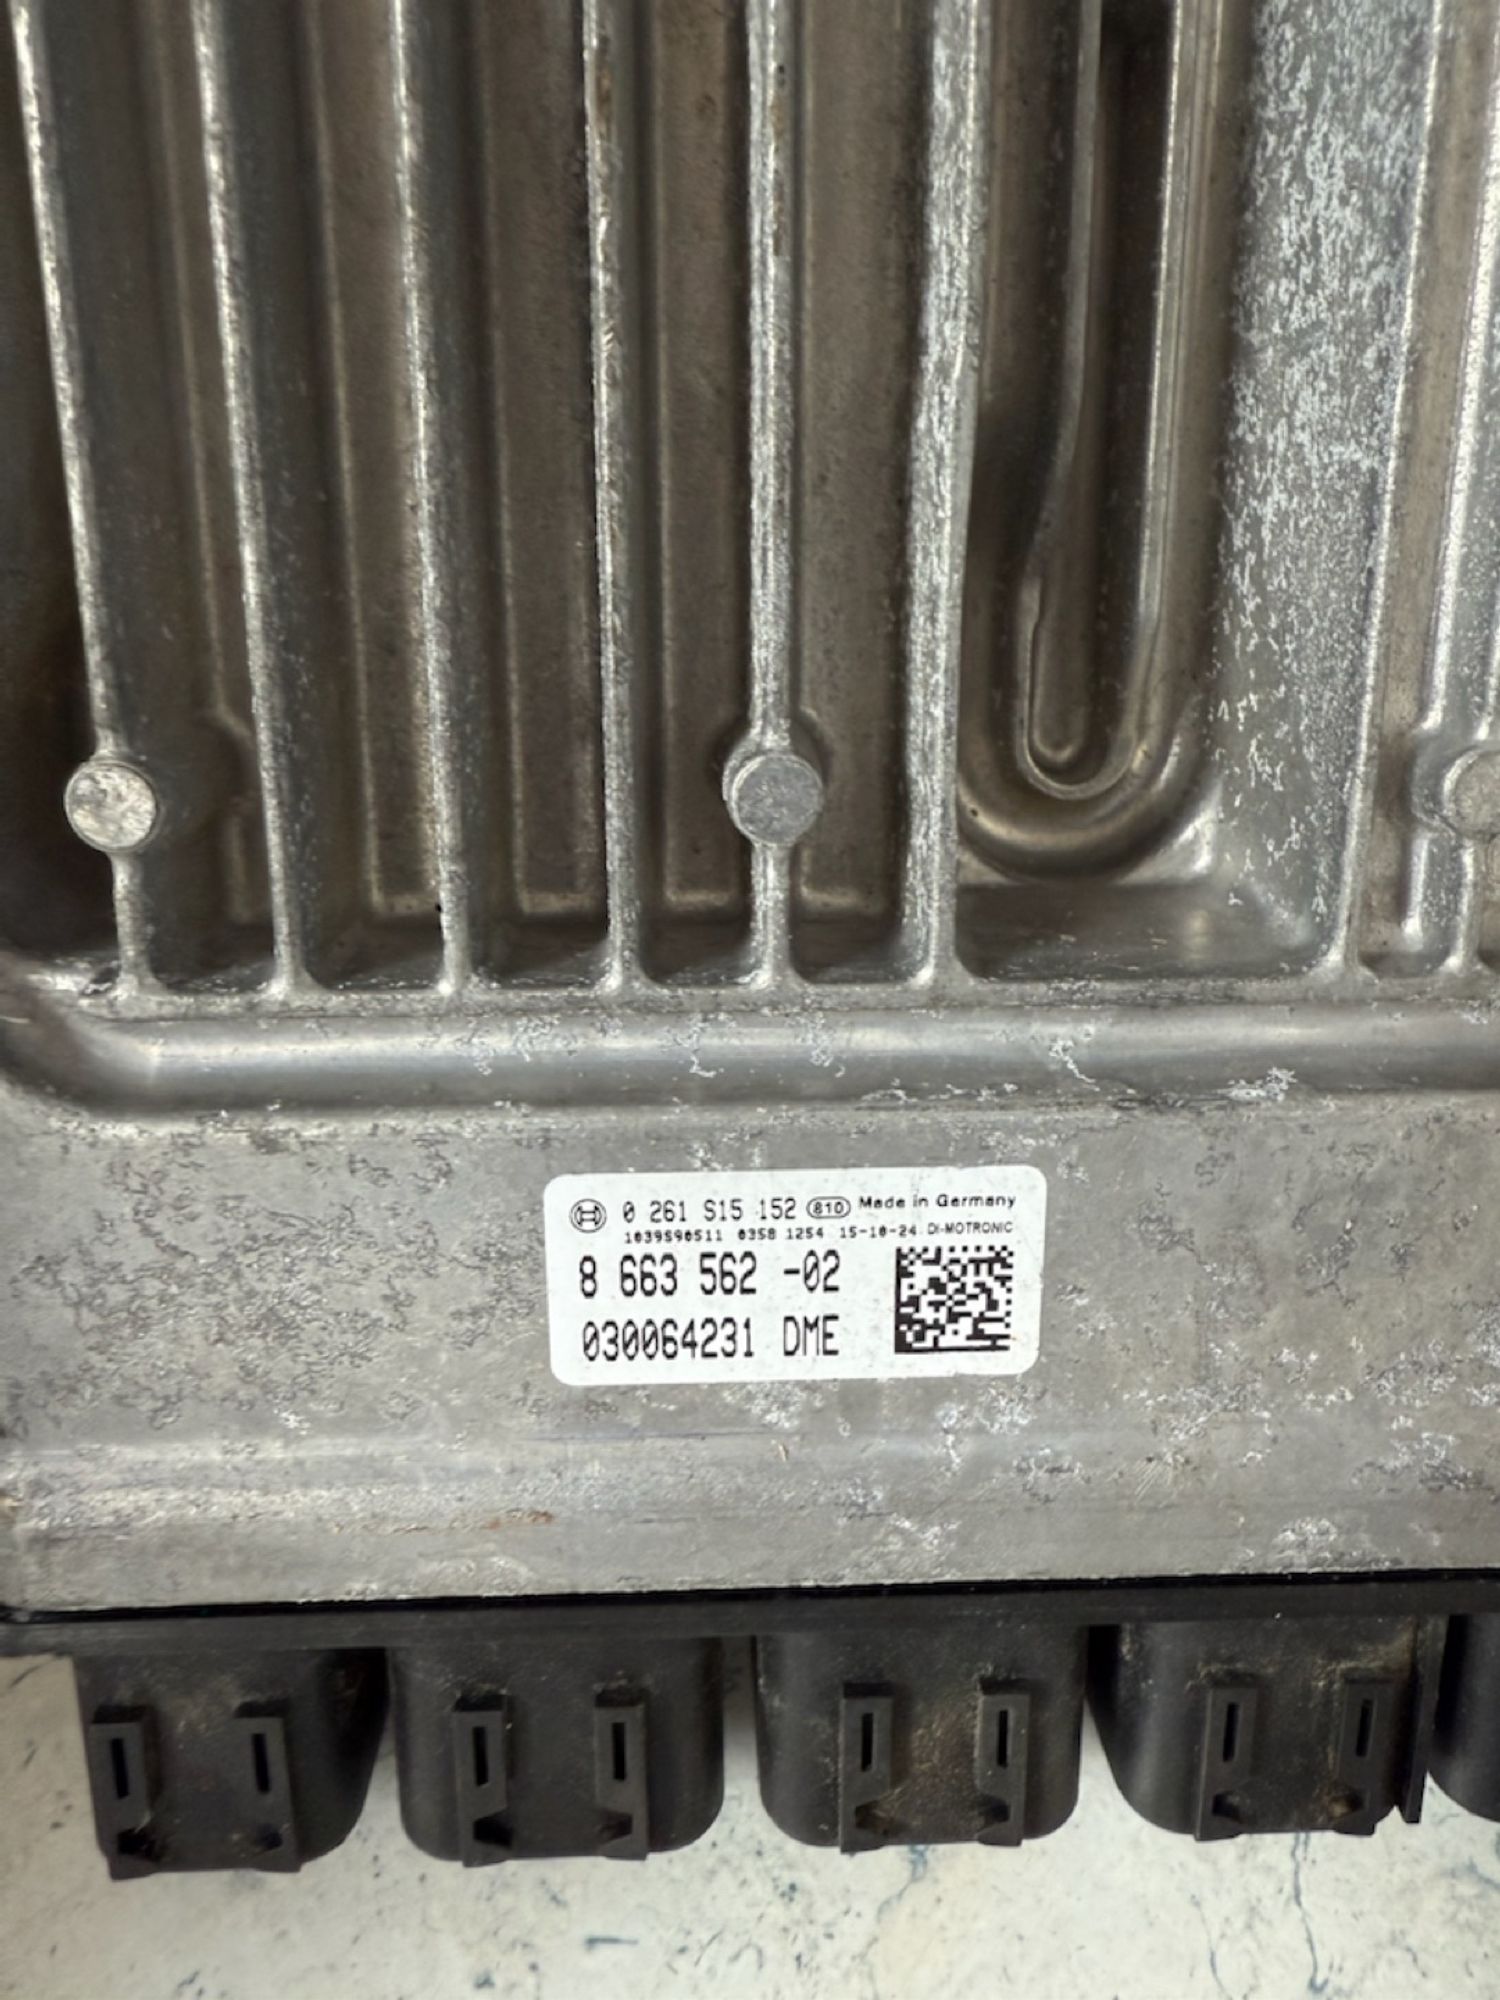 0 261 S15 152 810 Made in Germany
1039S90511 0358 1254 15-10-24 DI-MOTRONIC
8 663 562 -02
030064231 DME